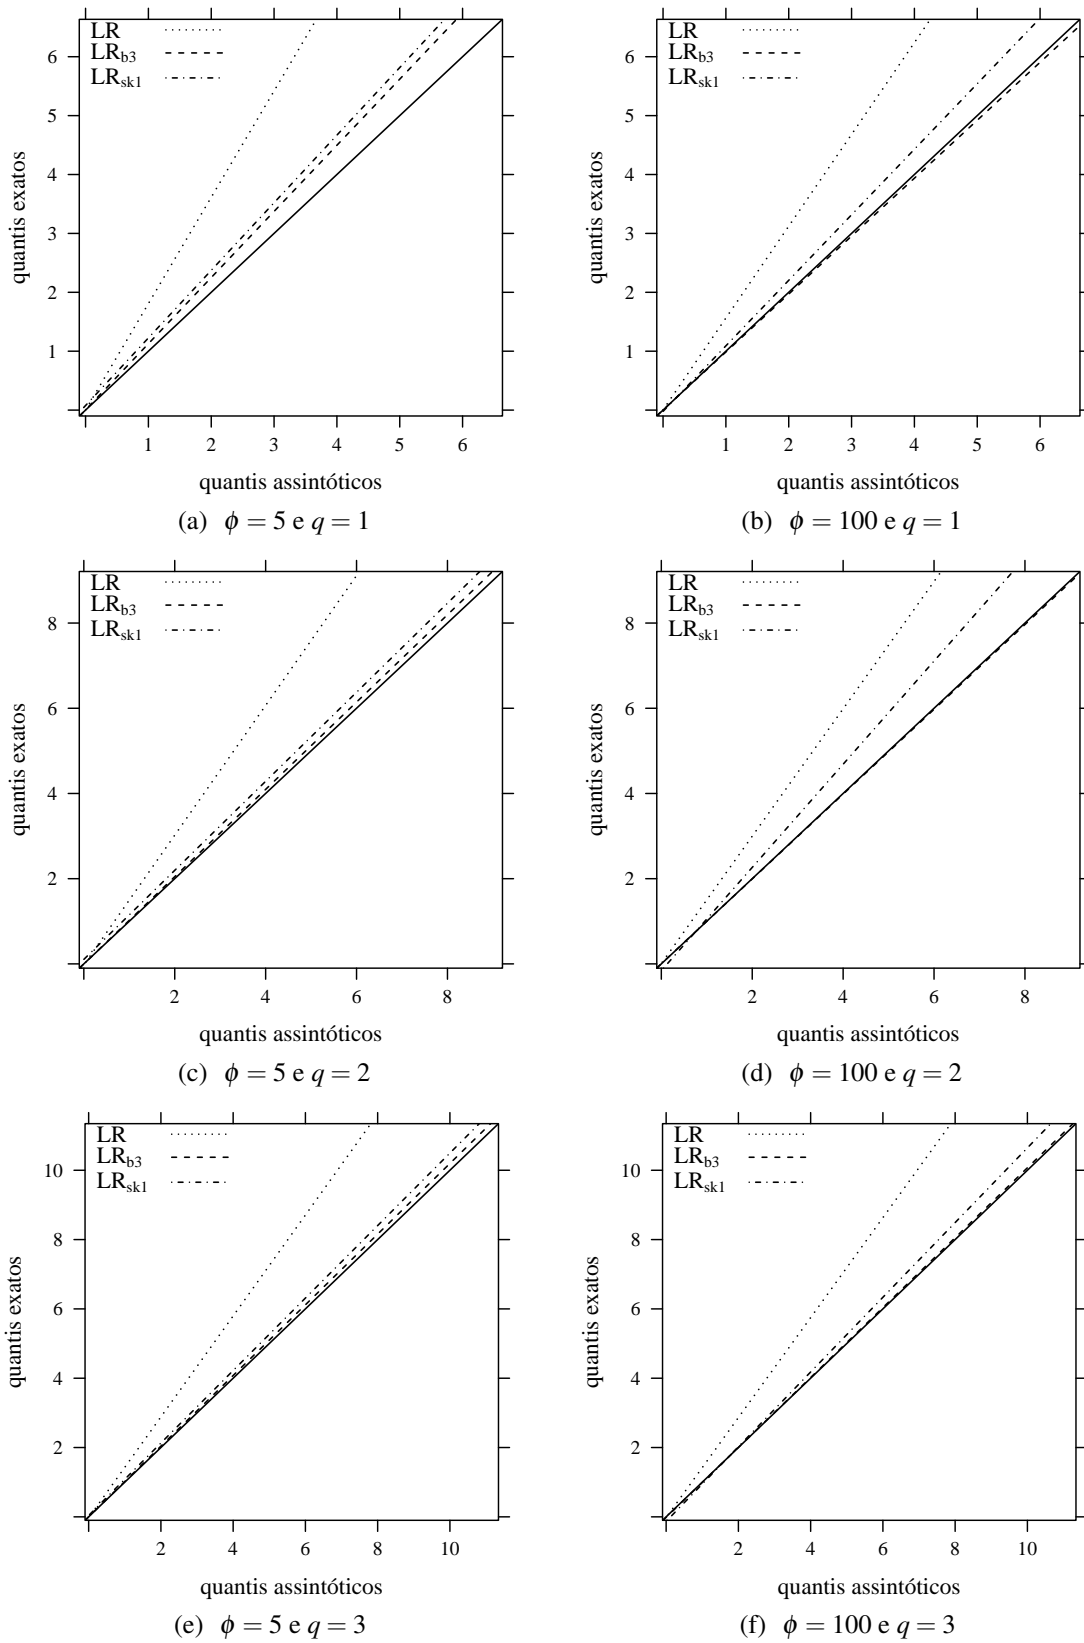 LR
LR_b3
LR_sk1
6
5
4
3
2
1
quantis exatos
1 2 3 4 5 6
quantis assintóticos
(a) ϕ = 5 e q = 1
LR
LR_b3
LR_sk1
6
5
4
3
2
1
quantis exatos
1 2 3 4 5 6
quantis assintóticos
(b) ϕ = 100 e q = 1
LR
LR_b3
LR_sk1
8
6
4
2
quantis exatos
2 4 6 8
quantis assintóticos
(c) ϕ = 5 e q = 2
LR
LR_b3
LR_sk1
8
6
4
2
quantis exatos
2 4 6 8
quantis assintóticos
(d) ϕ = 100 e q = 2
LR
LR_b3
LR_sk1
10
8
6
4
2
quantis exatos
2 4 6 8 10
quantis assintóticos
(e) ϕ = 5 e q = 3
LR
LR_b3
LR_sk1
10
8
6
4
2
quantis exatos
2 4 6 8 10
quantis assintóticos
(f) ϕ = 100 e q = 3